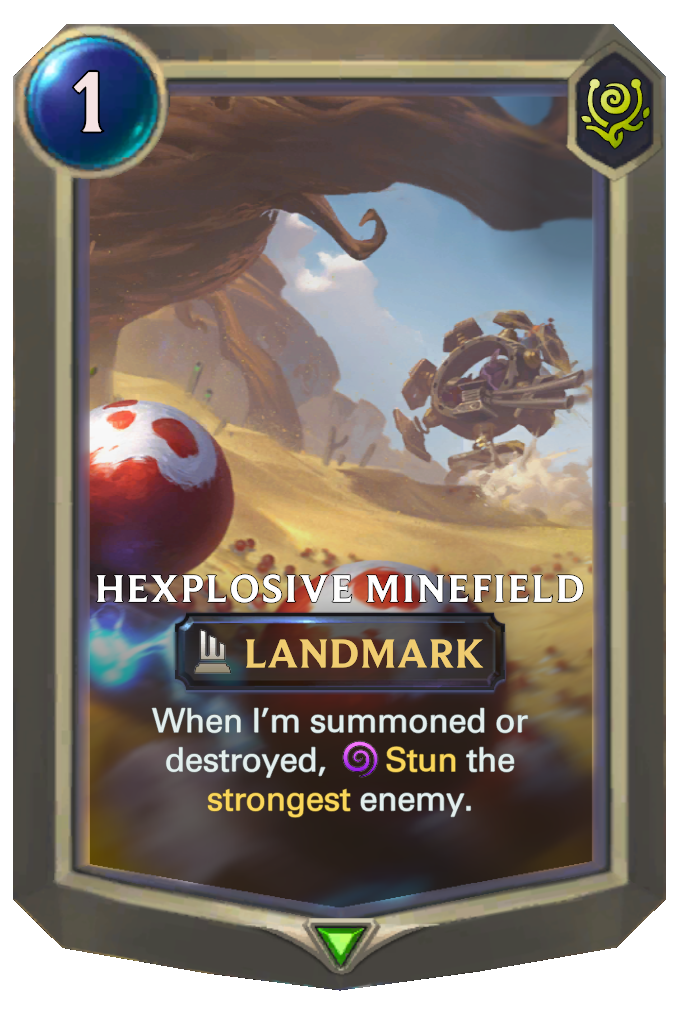 1
HEXPLOSIVE MINEFIELD
LANDMARK
When I'm summoned or
destroyed, Stun the
strongest enemy.